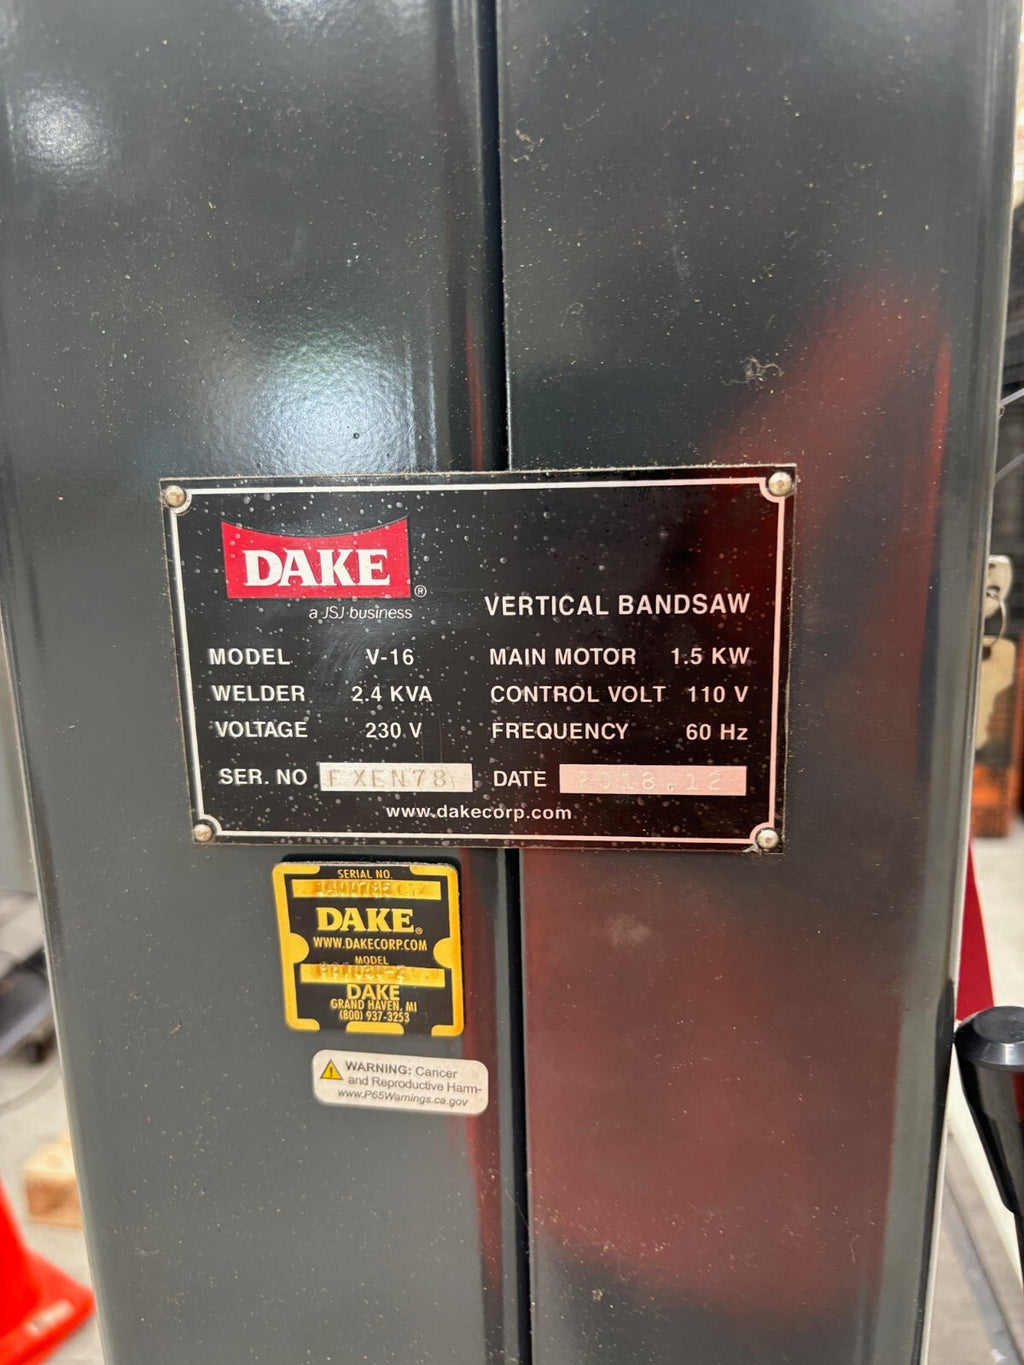 DAKE®
a JSJ business
VERTICAL BANDSAW
MODEL V-16 MAIN MOTOR 1.5 KW
WELDER 2.4 KVA CONTROL VOLT 110 V
VOLTAGE 230 V FREQUENCY 60 Hz
SER. NO DATE 2018.12
www.dakecorp.com
SERIAL NO.
DAKE®
WWW.DAKECORP.COM
MODEL
DAKE
GRAND HAVEN, MI
(800) 937-3253
WARNING: Cancer
and Reproductive Harm-
www.P65Warnings.ca.gov